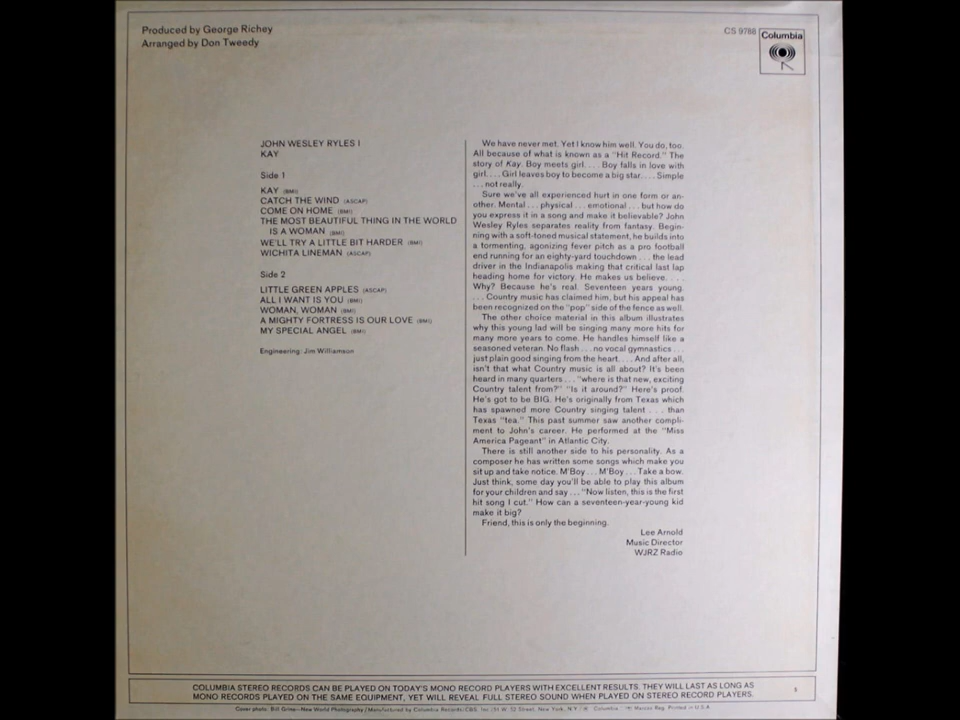 Produced by George Richey
Arranged by Don Tweedy
CS 9788
Columbia
JOHN WESLEY RYLES I
KAY
Side 1
KAY (BMI)
CATCH THE WIND (ASCAP)
COME ON HOME (BMI)
THE MOST BEAUTIFUL THING IN THE WORLD
IS A WOMAN (BMI)
WE'LL TRY A LITTLE BIT HARDER (BMI)
WICHITA LINEMAN (ASCAP)
Side 2
LITTLE GREEN APPLES (ASCAP)
ALL I WANT IS YOU (BMI)
WOMAN, WOMAN (BMI)
A MIGHTY FORTRESS IS OUR LOVE (BMI)
MY SPECIAL ANGEL (BMI)
Engineering: Jim Williamson
We have never met. Yet I know him well. You do, too.
All because of what is known as a "Hit Record." The
story of Kay. Boy meets girl. . . . Boy falls in love with
girl. . . . Girl leaves boy to become a big star. . . . Simple
. . . not really.
Sure we've all experienced hurt in one form or an-
other. Mental . . . physical . . . emotional . . . but how do
you express it in a song and make it believable? John
Wesley Ryles separates reality from fantasy. Begin-
ning with a soft-toned musical statement, he builds into
a tormenting, agonizing fever pitch as a pro football
end running for an eighty-yard touchdown . . . the lead
driver in the Indianapolis making that critical last lap
heading home for victory. He makes us believe. . . .
Why? Because he's real. Seventeen years young.
. . . Country music has claimed him, but his appeal has
been recognized on the "pop" side of the fence as well.
The other choice material in this album illustrates
why this young lad will be singing many more hits for
many more years to come. He handles himself like a
seasoned veteran. No flash . . . no vocal gymnastics . . .
just plain good singing from the heart. . . . And after all,
isn't that what Country music is all about? It's been
heard in many quarters . . . "where is that new, exciting
Country talent from?" "Is it around?" Here's proof.
He's got to be BIG. He's originally from Texas which
has spawned more Country singing talent . . . than
Texas "tea." This past summer saw another compli-
ment to John's career. He performed at the "Miss
America Pageant" in Atlantic City.
There is still another side to his personality. As a
composer he has written some songs which make you
sit up and take notice. M'Boy . . . M'Boy . . . Take a bow.
Just think, some day you'll be able to play this album
for your children and say . . . "Now listen, this is the first
hit song I cut." How can a seventeen-year-young kid
make it big?
Friend, this is only the beginning.
Lee Arnold
Music Director
WJRZ Radio
COLUMBIA STEREO RECORDS CAN BE PLAYED ON TODAY'S MONO RECORD PLAYERS WITH EXCELLENT RESULTS. THEY WILL LAST AS LONG AS
MONO RECORDS PLAYED ON THE SAME EQUIPMENT, YET WILL REVEAL FULL STEREO SOUND WHEN PLAYED ON STEREO RECORD PLAYERS.
Cover photo: Bill Grine—New World Photography / Manufactured by Columbia Records/CBS, Inc./51 W. 52 Street, New York, N.Y. / Columbia, Marcas Reg. Printed in U.S.A.